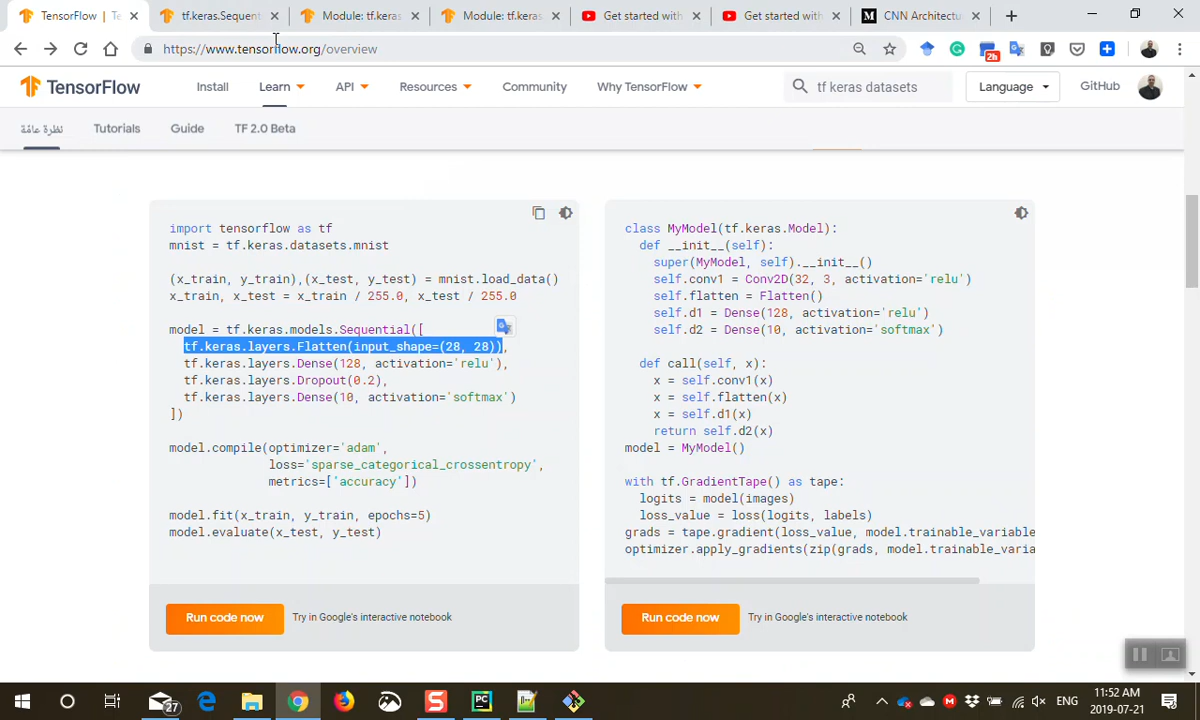 TensorFlow |
tf.keras.Sequent
Module: tf.keras
Module: tf.keras
Get started with
Get started with
M CNN Architectu
https://www.tensorflow.org/overview
2h
TensorFlow
Install
Learn
API
Resources
Community
Why TensorFlow
tf keras datasets
Language
GitHub
نظرة عامّة
Tutorials
Guide
TF 2.0 Beta
import tensorflow as tf
mnist = tf.keras.datasets.mnist
(x_train, y_train),(x_test, y_test) = mnist.load_data()
x_train, x_test = x_train / 255.0, x_test / 255.0
model = tf.keras.models.Sequential([
tf.keras.layers.Flatten(input_shape=(28, 28)),
tf.keras.layers.Dense(128, activation='relu'),
tf.keras.layers.Dropout(0.2),
tf.keras.layers.Dense(10, activation='softmax')
])
model.compile(optimizer='adam',
loss='sparse_categorical_crossentropy',
metrics=['accuracy'])
model.fit(x_train, y_train, epochs=5)
model.evaluate(x_test, y_test)
Run code now
Try in Google's interactive notebook
class MyModel(tf.keras.Model):
def __init__(self):
super(MyModel, self).__init__()
self.conv1 = Conv2D(32, 3, activation='relu')
self.flatten = Flatten()
self.d1 = Dense(128, activation='relu')
self.d2 = Dense(10, activation='softmax')
def call(self, x):
x = self.conv1(x)
x = self.flatten(x)
x = self.d1(x)
return self.d2(x)
model = MyModel()
with tf.GradientTape() as tape:
logits = model(images)
loss_value = loss(logits, labels)
grads = tape.gradient(loss_value, model.trainable_variable
optimizer.apply_gradients(zip(grads, model.trainable_varia
Run code now
Try in Google's interactive notebook
27
S
PC
M
ENG
11:52 AM
2019-07-21